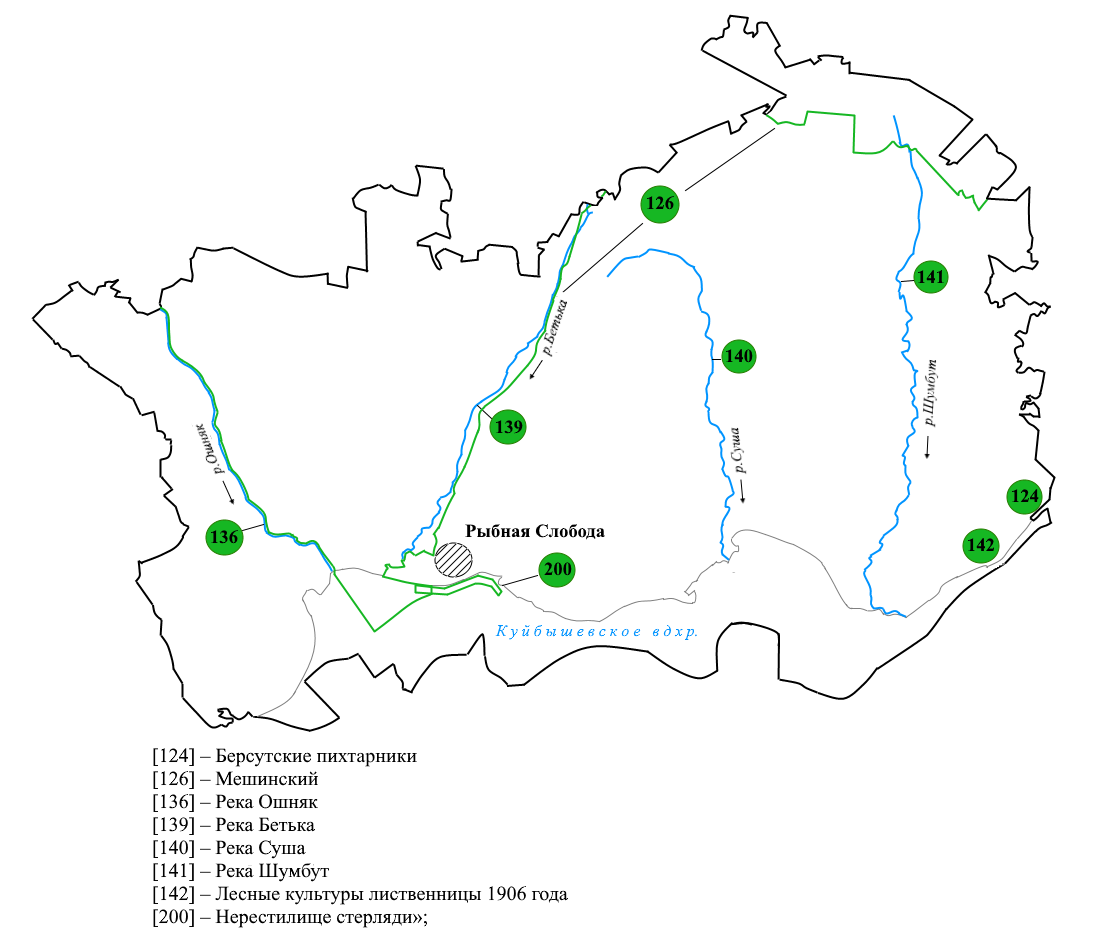 126
141
р.Бетька
140
р.Шумбут
139
р.Ошняк
р.Суша
124
136
Рыбная Слобода
142
200
Куйбышевское вдхр.
[124] – Берсутские пихтарники
[126] – Мешинский
[136] – Река Ошняк
[139] – Река Бетька
[140] – Река Суша
[141] – Река Шумбут
[142] – Лесные культуры лиственницы 1906 года
[200] – Нерестилище стерляди»;